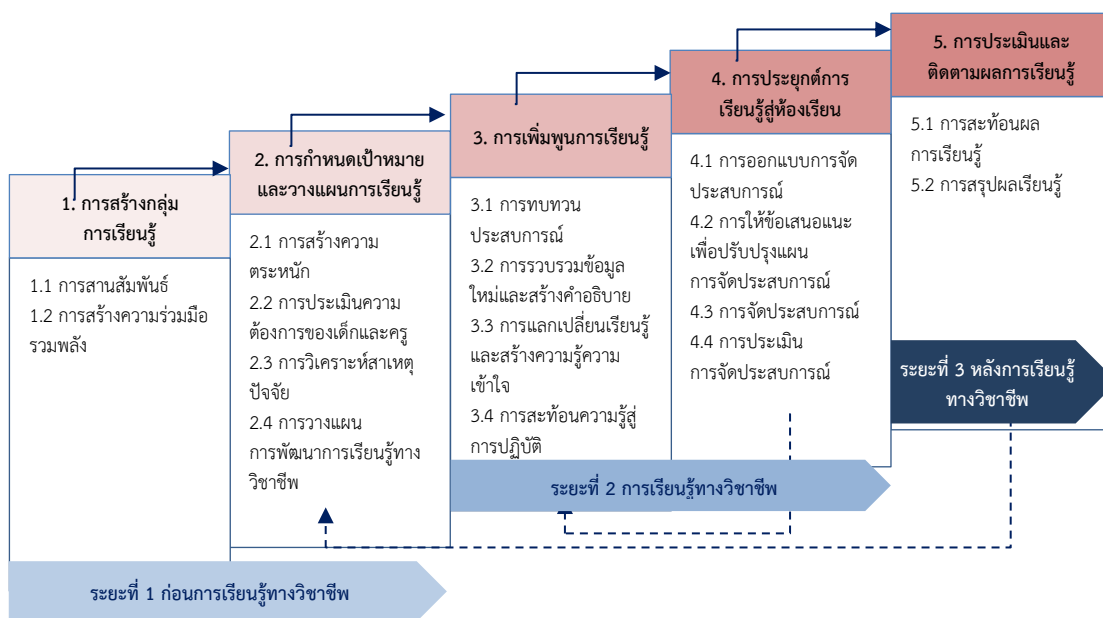 1. การสร้างกลุ่ม
การเรียนรู้
1.1 การสานสัมพันธ์
1.2 การสร้างความร่วมมือ
รวมพลัง
2. การกำหนดเป้าหมาย
และวางแผนการเรียนรู้
2.1 การสร้างความ
ตระหนัก
2.2 การประเมินความ
ต้องการของเด็กและครู
2.3 การวิเคราะห์สาเหตุ
ปัจจัย
2.4 การวางแผน
การพัฒนาการเรียนรู้ทาง
วิชาชีพ
3. การเพิ่มพูนการเรียนรู้
3.1 การทบทวน
ประสบการณ์
3.2 การรวบรวมข้อมูล
ใหม่และสร้างคำอธิบาย
3.3 การแลกเปลี่ยนเรียนรู้
และสร้างความรู้ความ
เข้าใจ
3.4 การสะท้อนความรู้สู่
การปฏิบัติ
4. การประยุกต์การ
เรียนรู้สู่ห้องเรียน
4.1 การออกแบบการจัด
ประสบการณ์
4.2 การให้ข้อเสนอแนะ
เพื่อปรับปรุงแผน
การจัดประสบการณ์
4.3 การจัดประสบการณ์
4.4 การประเมิน
การจัดประสบการณ์
5. การประเมินและ
ติดตามผลการเรียนรู้
5.1 การสะท้อนผล
การเรียนรู้
5.2 การสรุปผลเรียนรู้
ระยะที่ 1 ก่อนการเรียนรู้ทางวิชาชีพ
ระยะที่ 2 การเรียนรู้ทางวิชาชีพ
ระยะที่ 3 หลังการเรียนรู้
ทางวิชาชีพ